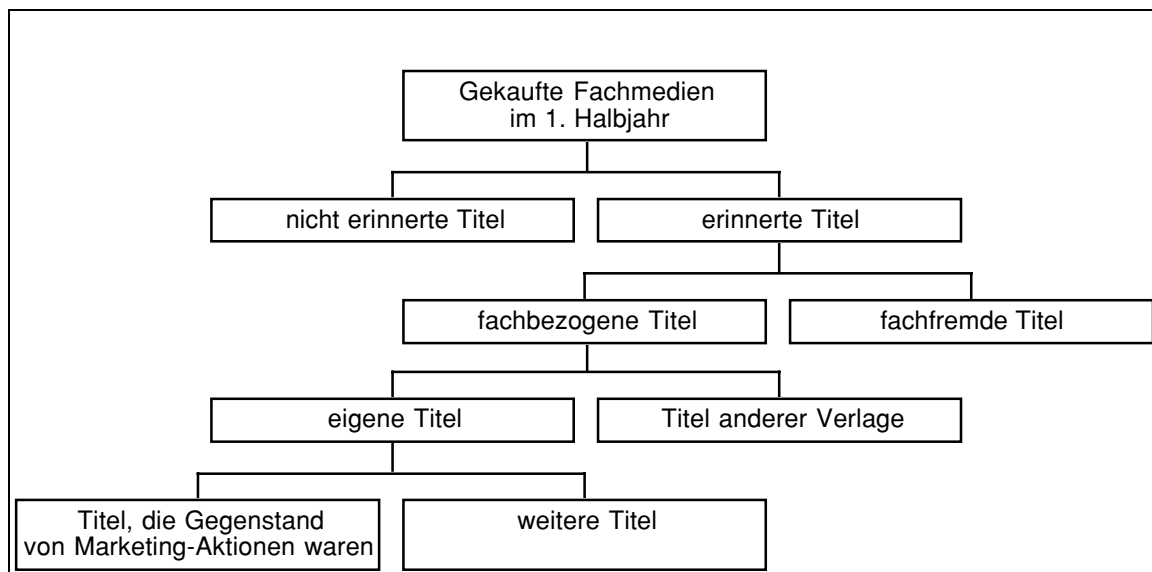 Gekaufte Fachmedien
im 1. Halbjahr
nicht erinnerte Titel
erinnerte Titel
fachbezogene Titel
fachfremde Titel
eigene Titel
Titel anderer Verlage
Titel, die Gegenstand
von Marketing-Aktionen waren
weitere Titel